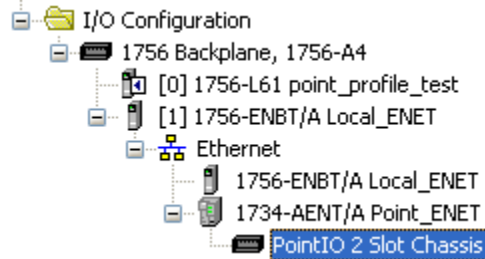 I/O Configuration
1756 Backplane, 1756-A4
[0] 1756-L61 point_profile_test
[1] 1756-ENBT/A Local_ENET
Ethernet
1756-ENBT/A Local_ENET
1734-AENT/A Point_ENET
PointIO 2 Slot Chassis